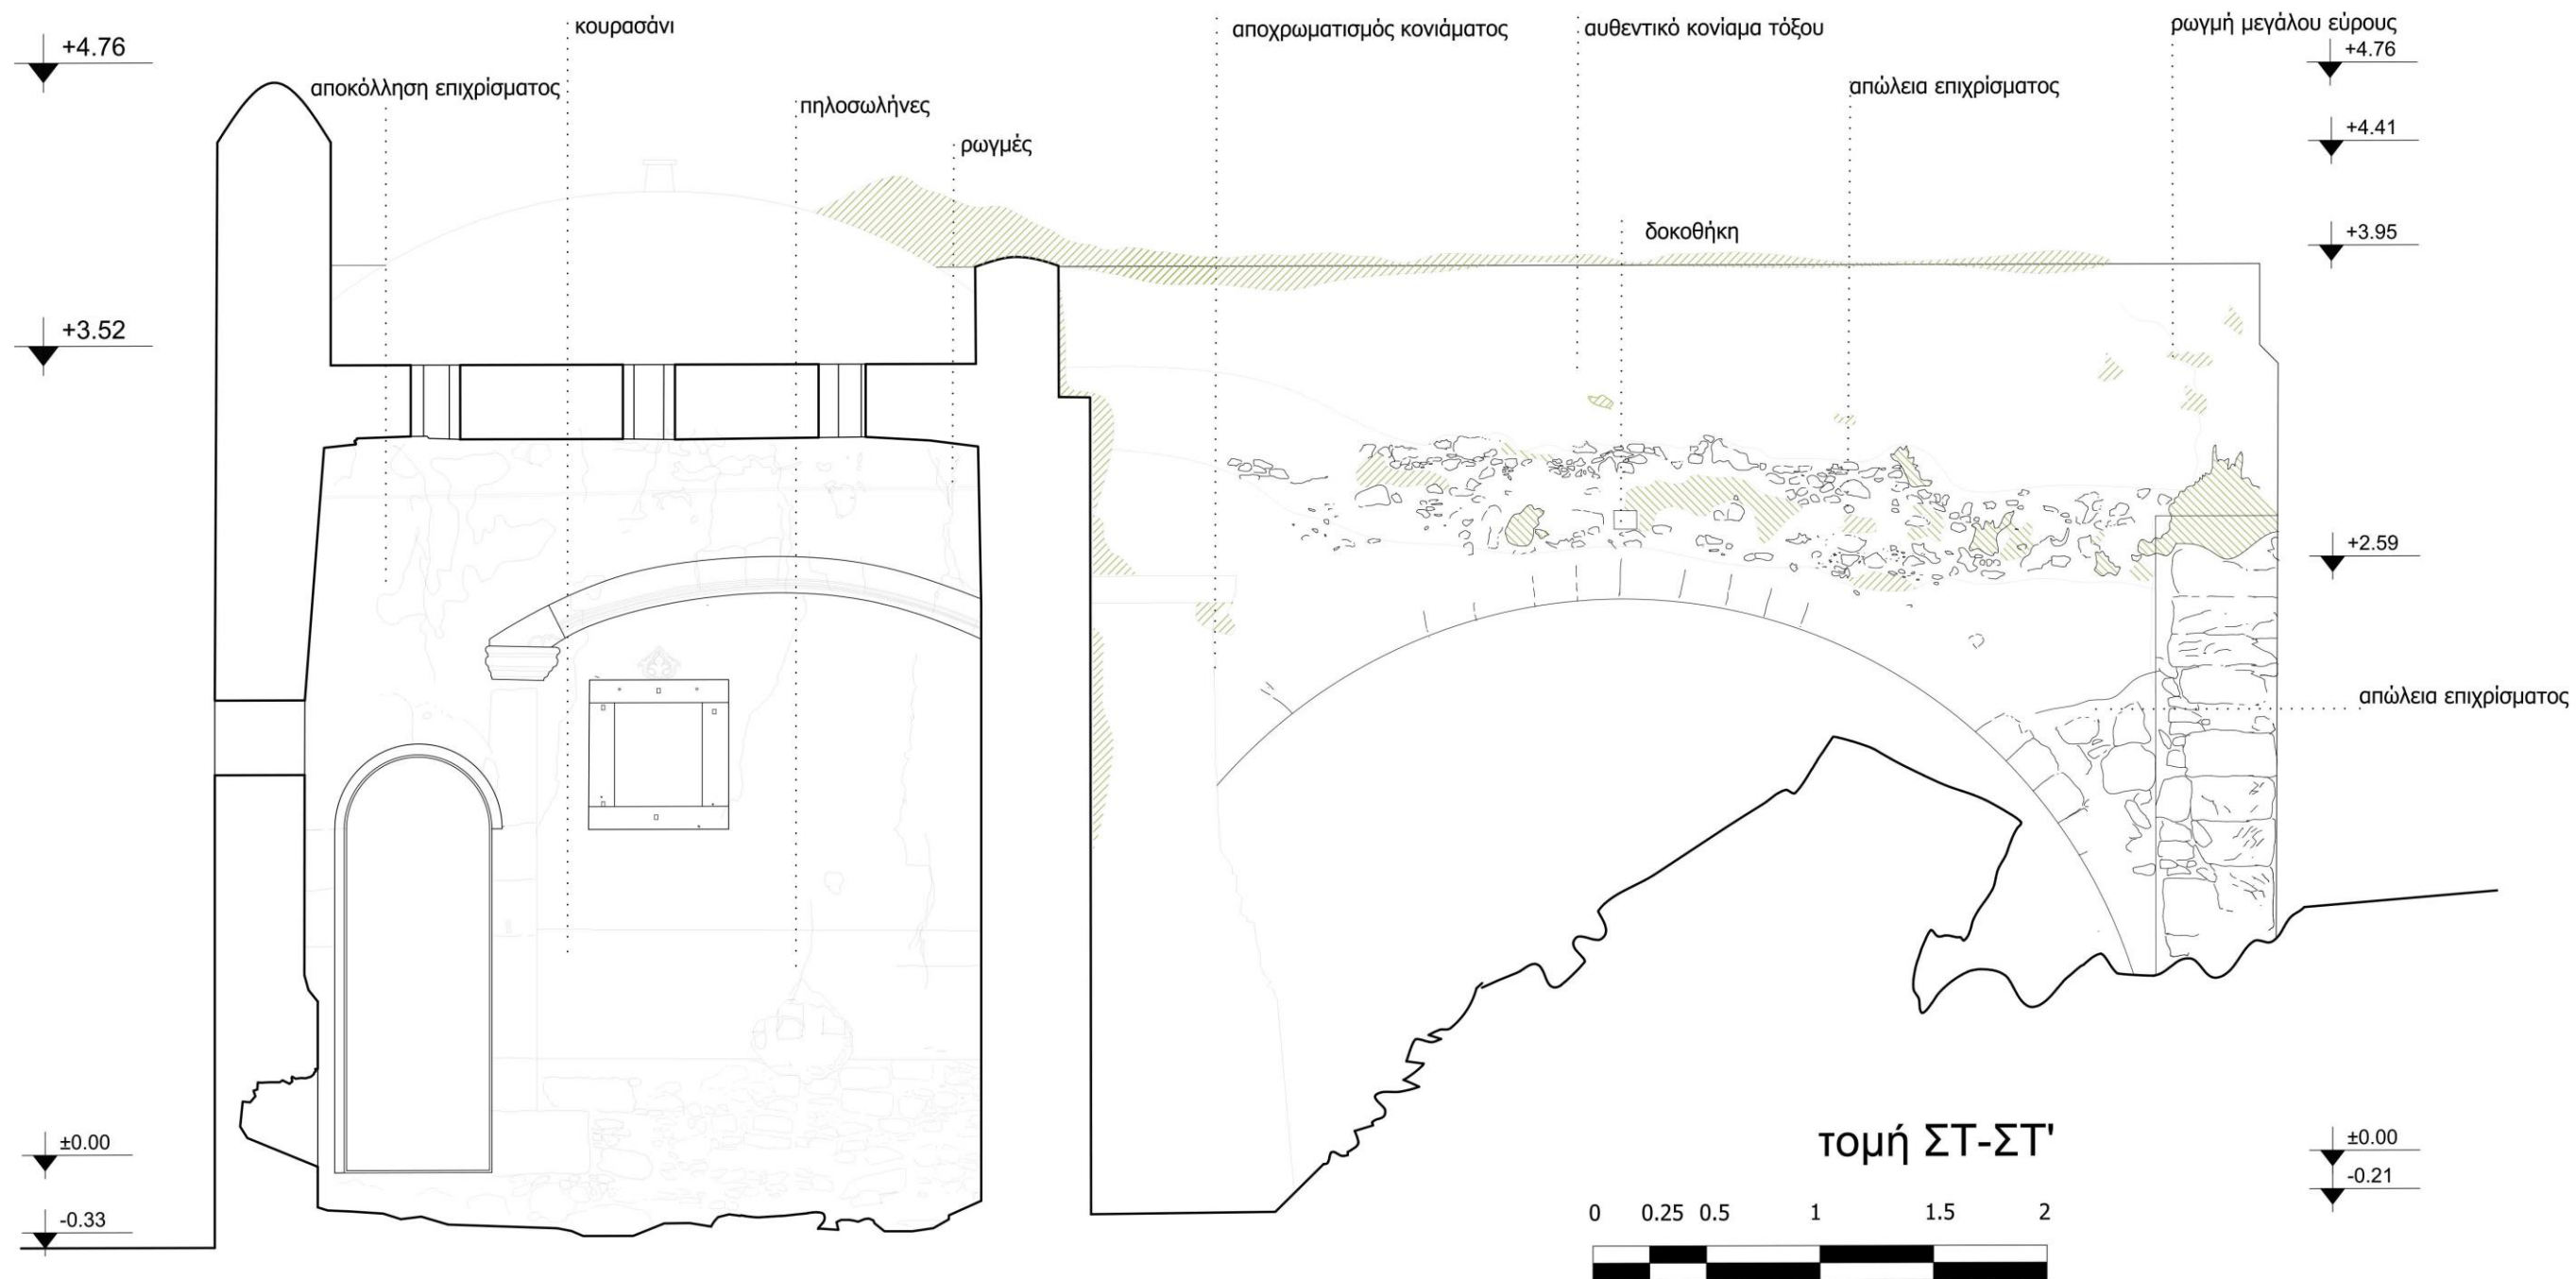 κουρασάνι
αποχρωματισμός κονιάματος
αυθεντικό κονίαμα τόξου
ρωγμή μεγάλου εύρους
+4.76
+4.76
αποκόλληση επιχρίσματος
απώλεια επιχρίσματος
πηλοσωλήνες
+4.41
ρωγμές
δοκοθήκη
+3.95
+3.52
+2.59
απώλεια επιχρίσματος
±0.00
τομή ΣΤ-ΣΤ'
±0.00
-0.21
-0.33
0 0.25 0.5 1 1.5 2